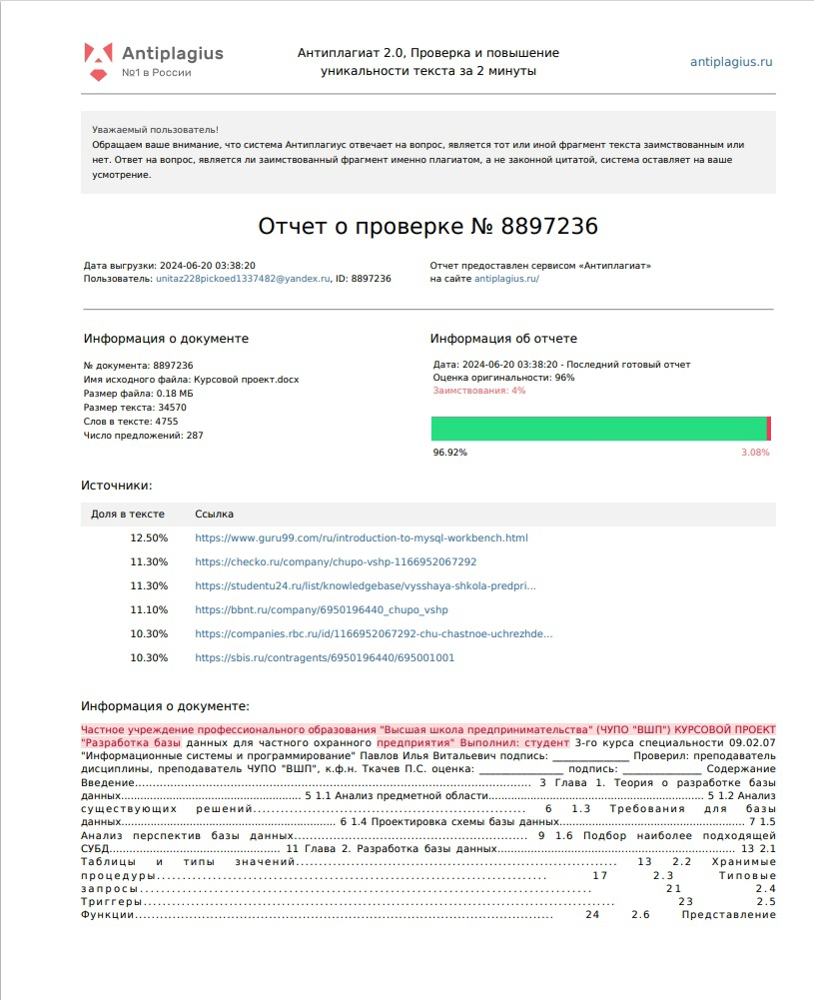 Antiplagius
№1 в России
Антиплагиат 2.0, Проверка и повышение
уникальности текста за 2 минуты
antiplagius.ru
Уважаемый пользователь!
Обращаем ваше внимание, что система Антиплагиус отвечает на вопрос, является тот или иной фрагмент текста заимствованным или
нет. Ответ на вопрос, является ли заимствованный фрагмент именно плагиатом, а не законной цитатой, система оставляет на ваше
усмотрение.
Отчет о проверке № 8897236
Дата выгрузки: 2024-06-20 03:38:20
Пользователь: unitaz228pickoed1337482@yandex.ru, ID: 8897236
Отчет предоставлен сервисом «Антиплагиат»
на сайте antiplagius.ru/
Информация о документе
№ документа: 8897236
Имя исходного файла: Курсовой проект.docx
Размер файла: 0.18 МБ
Размер текста: 34570
Слов в тексте: 4755
Число предложений: 287
Информация об отчете
Дата: 2024-06-20 03:38:20 - Последний готовый отчет
Оценка оригинальности: 96%
Заимствования: 4%
96.92% 3.08%
Источники:
Доля в тексте Ссылка
12.50% https://www.guru99.com/ru/introduction-to-mysql-workbench.html
11.30% https://checko.ru/company/chupo-vshp-1166952067292
11.30% https://studentu24.ru/list/knowledgebase/vysshaya-shkola-predpri...
11.10% https://bbnt.ru/company/6950196440_chupo_vshp
10.30% https://companies.rbc.ru/id/1166952067292-chu-chastnoe-uchrezhde...
10.30% https://sbis.ru/contragents/6950196440/695001001
Информация о документе:
Частное учреждение профессионального образования "Высшая школа предпринимательства" (ЧУПО "ВШП") КУРСОВОЙ ПРОЕКТ
"Разработка базы данных для частного охранного предприятия" Выполнил: студент 3-го курса специальности 09.02.07
"Информационные системы и программирование" Павлов Илья Витальевич подпись: ______________ Проверил: преподаватель
дисциплины, преподаватель ЧУПО "ВШП", к.ф.н. Ткачев П.С. оценка: _______________ подпись: ______________ Содержание
Введение.................................................................................................................. 3 Глава 1. Теория о разработке базы
данных...................................................... 5 1.1 Анализ предметной области...................................................... 5 1.2 Анализ
существующих решений...................................................... 6 1.3 Требования для базы
данных................................................................. 6 1.4 Проектировка схемы базы данных................................................. 7 1.5
Анализ перспектив базы данных................................................ 9 1.6 Подбор наиболее подходящей
СУБД.................................................... 11 Глава 2. Разработка базы данных....................................................................... 13 2.1
Таблицы и типы значений...................................................... 13 2.2 Хранимые
процедуры................................................................ 17 2.3 Типовые
запросы.................................................................... 21 2.4
Триггеры...................................................................... 23 2.5
Функции...................................................................... 24 2.6 Представление